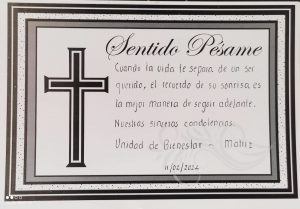 Sentido Pésame
Cuando la vida te separa de un ser
querido, el recuerdo de su sonrisa es
la mejor manera de seguir adelante.
Nuestras sinceras condolencias.
Unidad de Bienestar - Matriz
11/02/2022